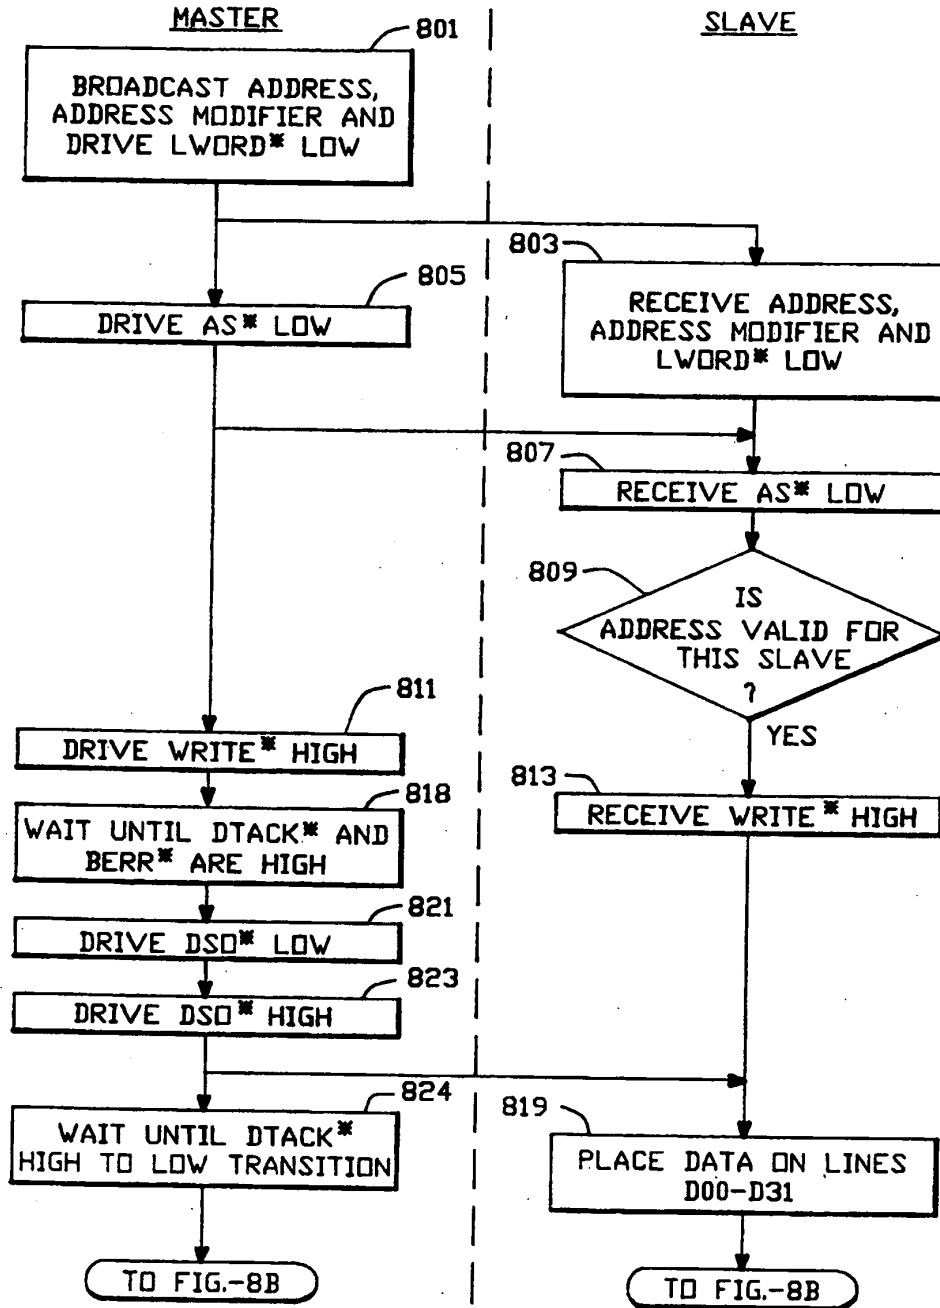 MASTER
801
BROADCAST ADDRESS,
ADDRESS MODIFIER AND
DRIVE LWORD* LOW
805
DRIVE AS* LOW
811
DRIVE WRITE* HIGH
818
WAIT UNTIL DTACK* AND
BERR* ARE HIGH
821
DRIVE DSO* LOW
823
DRIVE DSO* HIGH
824
WAIT UNTIL DTACK*
HIGH TO LOW TRANSITION
TO FIG.-8B
SLAVE
803
RECEIVE ADDRESS,
ADDRESS MODIFIER AND
LWORD* LOW
807
RECEIVE AS* LOW
809
IS
ADDRESS VALID FOR
THIS SLAVE
?
YES
813
RECEIVE WRITE* HIGH
819
PLACE DATA ON LINES
D00-D31
TO FIG.-8B